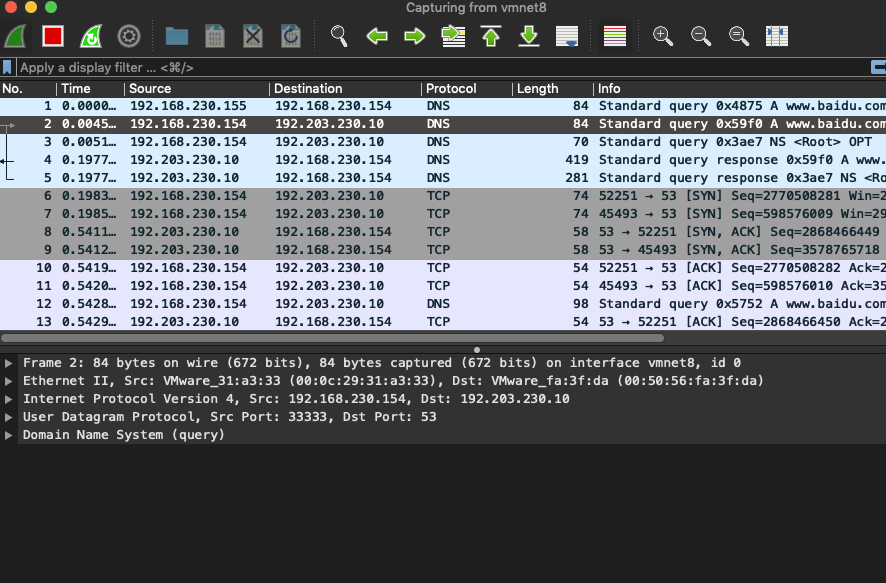 Capturing from vmnet8
Apply a display filter ... <⌘/>
No. Time Source Destination Protocol Length Info
1 0.0000… 192.168.230.155 192.168.230.154 DNS 84 Standard query 0x4875 A www.baidu.com
2 0.0045… 192.168.230.154 192.203.230.10 DNS 84 Standard query 0x59f0 A www.baidu.com
3 0.0051… 192.168.230.154 192.203.230.10 DNS 70 Standard query 0x3ae7 NS <Root> OPT
4 0.1977… 192.203.230.10 192.168.230.154 DNS 419 Standard query response 0x59f0 A www.
5 0.1977… 192.203.230.10 192.168.230.154 DNS 281 Standard query response 0x3ae7 NS <Ro
6 0.1983… 192.168.230.154 192.203.230.10 TCP 74 52251 → 53 [SYN] Seq=2770508281 Win=2
7 0.1985… 192.168.230.154 192.203.230.10 TCP 74 45493 → 53 [SYN] Seq=598576009 Win=29
8 0.5411… 192.203.230.10 192.168.230.154 TCP 58 53 → 52251 [SYN, ACK] Seq=2868466449
9 0.5412… 192.203.230.10 192.168.230.154 TCP 58 53 → 45493 [SYN, ACK] Seq=3578765718
10 0.5419… 192.168.230.154 192.203.230.10 TCP 54 52251 → 53 [ACK] Seq=2770508282 Ack=2
11 0.5420… 192.168.230.154 192.203.230.10 TCP 54 45493 → 53 [ACK] Seq=598576010 Ack=35
12 0.5428… 192.168.230.154 192.203.230.10 DNS 98 Standard query 0x5752 A www.baidu.com
13 0.5429… 192.203.230.10 192.168.230.154 TCP 54 53 → 52251 [ACK] Seq=2868466450 Ack=2
Frame 2: 84 bytes on wire (672 bits), 84 bytes captured (672 bits) on interface vmnet8, id 0
Ethernet II, Src: VMware_31:a3:33 (00:0c:29:31:a3:33), Dst: VMware_fa:3f:da (00:50:56:fa:3f:da)
Internet Protocol Version 4, Src: 192.168.230.154, Dst: 192.203.230.10
User Datagram Protocol, Src Port: 33333, Dst Port: 53
Domain Name System (query)